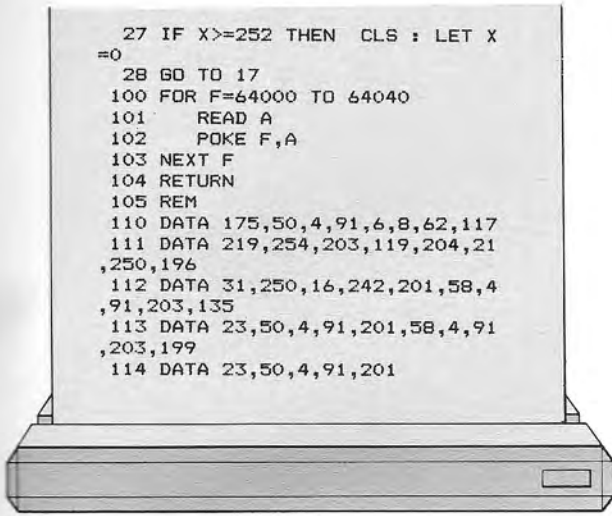 27 IF X>=252 THEN  CLS : LET X
=0
28 GO TO 17
100 FOR F=64000 TO 64040
101    READ A
102    POKE F,A
103 NEXT F
104 RETURN
105 REM
110 DATA 175,50,4,91,6,8,62,117
111 DATA 219,254,203,119,204,21
,250,196
112 DATA 31,250,16,242,201,58,4
,91,203,135
113 DATA 23,50,4,91,201,58,4,91
,203,199
114 DATA 23,50,4,91,201